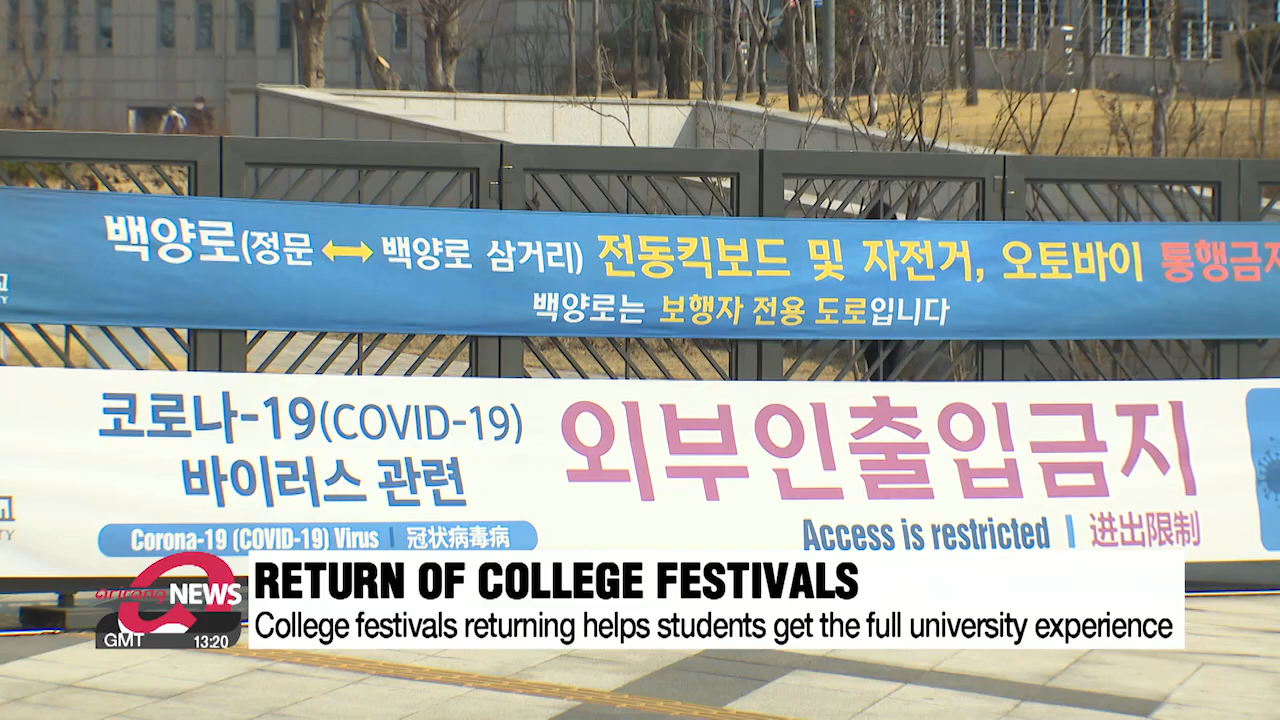 백양로(정문 ↔ 백양로 삼거리) 전동킥보드 및 자전거, 오토바이 통행금지
백양로는 보행자 전용 도로입니다
교
TY
코로나-19(COVID-19)
바이러스 관련
외부인출입금지
교
TY
Corona-19 (COVID-19) Virus | 冠状病毒病
Access is restricted | 进出限制
arirang NEWS
GMT 13:20
RETURN OF COLLEGE FESTIVALS
College festivals returning helps students get the full university experience